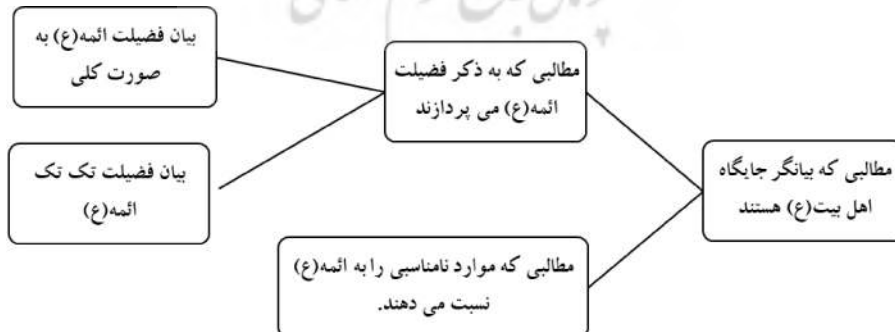 مطالبی که بیانگر جایگاه
اهل بیت(ع) هستند
مطالبی که به ذکر فضیلت
ائمه(ع) می پردازند
بیان فضیلت ائمه(ع) به
صورت کلی
بیان فضیلت تک تک
ائمه(ع)
مطالبی که موارد نامناسبی را به ائمه(ع)
نسبت می دهند.